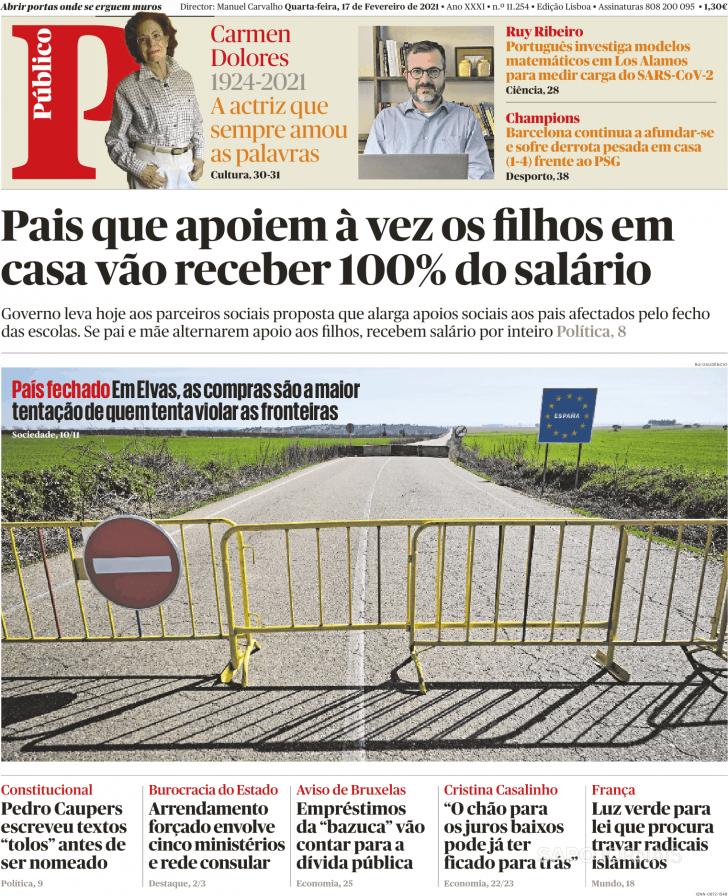 Abrir portas onde se erguem muros
Director: Manuel Carvalho Quarta-feira, 17 de Fevereiro de 2021 • Ano XXXI • n.º 11.254 • Edição Lisboa • Assinaturas 808 200 095 • 1,30€
Público
P
Carmen
Dolores
1924-2021
A actriz que
sempre amou
as palavras
Cultura, 30-31
Ruy Ribeiro
Português investiga modelos
matemáticos em Los Alamos
para medir carga do SARS-CoV-2
Ciência, 28
Champions
Barcelona continua a afundar-se
e sofre derrota pesada em casa
(1-4) frente ao PSG
Desporto, 38
Pais que apoiem à vez os filhos em
casa vão receber 100% do salário
Governo leva hoje aos parceiros sociais proposta que alarga apoios sociais aos pais afectados pelo fecho
das escolas. Se pai e mãe alternarem apoio aos filhos, recebem salário por inteiro Política, 8
RUI GAUDÊNCIO
País fechado Em Elvas, as compras são a maior
tentação de quem tenta violar as fronteiras
Sociedade, 10/11
ESPAÑA
Constitucional
Pedro Caupers
escreveu textos
“tolos” antes de
ser nomeado
Política, 9
Burocracia do Estado
Arrendamento
forçado envolve
cinco ministérios
e rede consular
Destaque, 2/3
Aviso de Bruxelas
Empréstimos
da “bazuca” vão
contar para a
dívida pública
Economia, 25
Cristina Casalinho
“O chão para
os juros baixos
pode já ter
ficado para trás”
Economia, 22/23
França
Luz verde para
lei que procura
travar radicais
islâmicos
Mundo, 18
ISSN-0872-1548